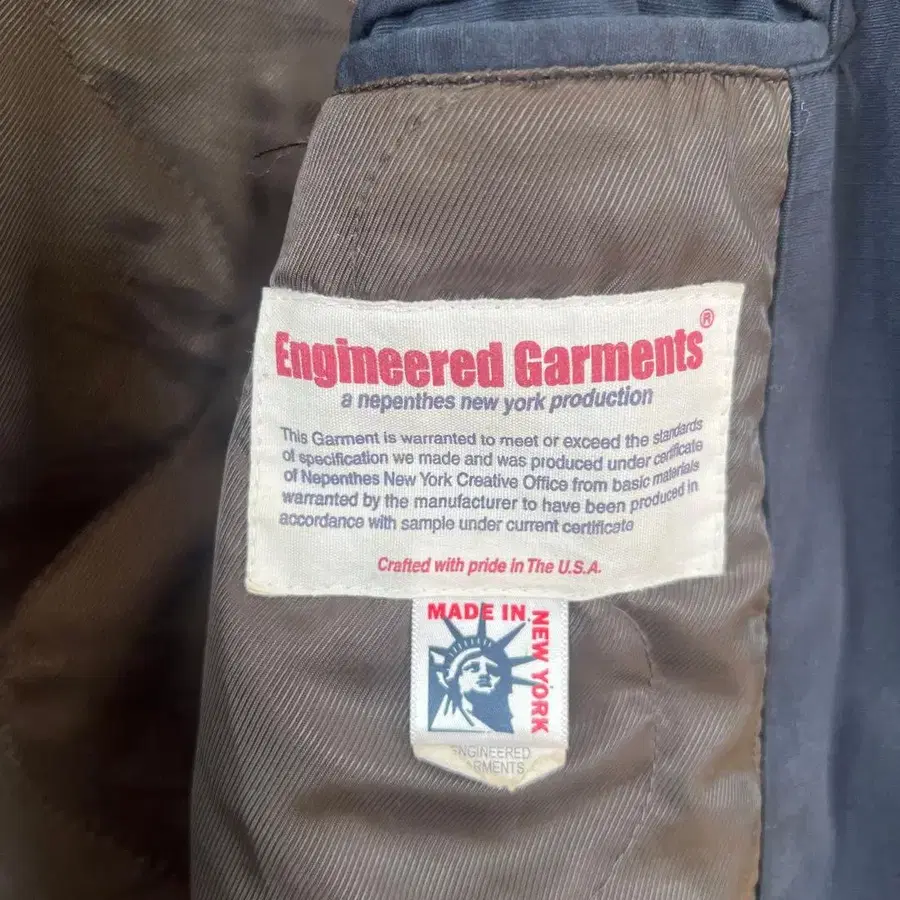 Engineered Garments®
a nepenthes new york production
This Garment is warranted to meet or exceed the standards
of specification we made and was produced under certificate
of Nepenthes New York Creative Office from basic materials
warranted by the manufacturer to have been produced in
accordance with sample under current certificate
Crafted with pride in The U.S.A.
MADE IN
NEW YORK
ENGINEERED
GARMENTS